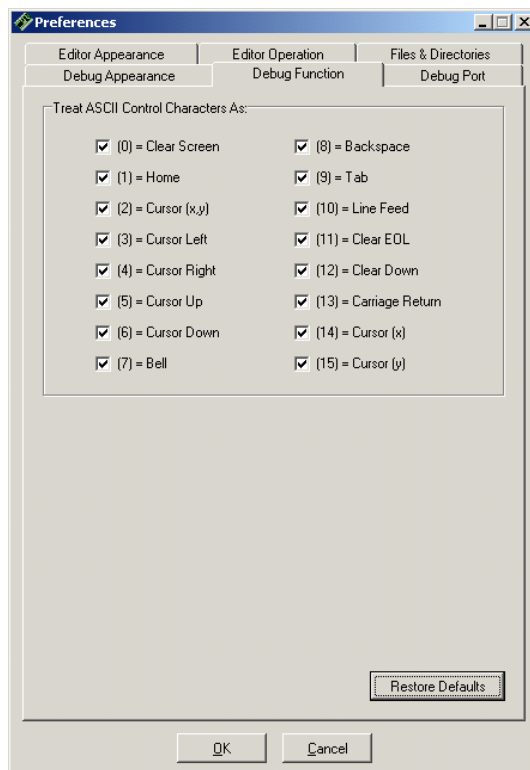 Preferences
Editor Appearance Editor Operation Files & Directories
Debug Appearance Debug Function Debug Port
Treat ASCII Control Characters As:
(0) = Clear Screen (8) = Backspace
(1) = Home (9) = Tab
(2) = Cursor (x,y) (10) = Line Feed
(3) = Cursor Left (11) = Clear EOL
(4) = Cursor Right (12) = Clear Down
(5) = Cursor Up (13) = Carriage Return
(6) = Cursor Down (14) = Cursor (x)
(7) = Bell (15) = Cursor (y)
Restore Defaults
OK Cancel